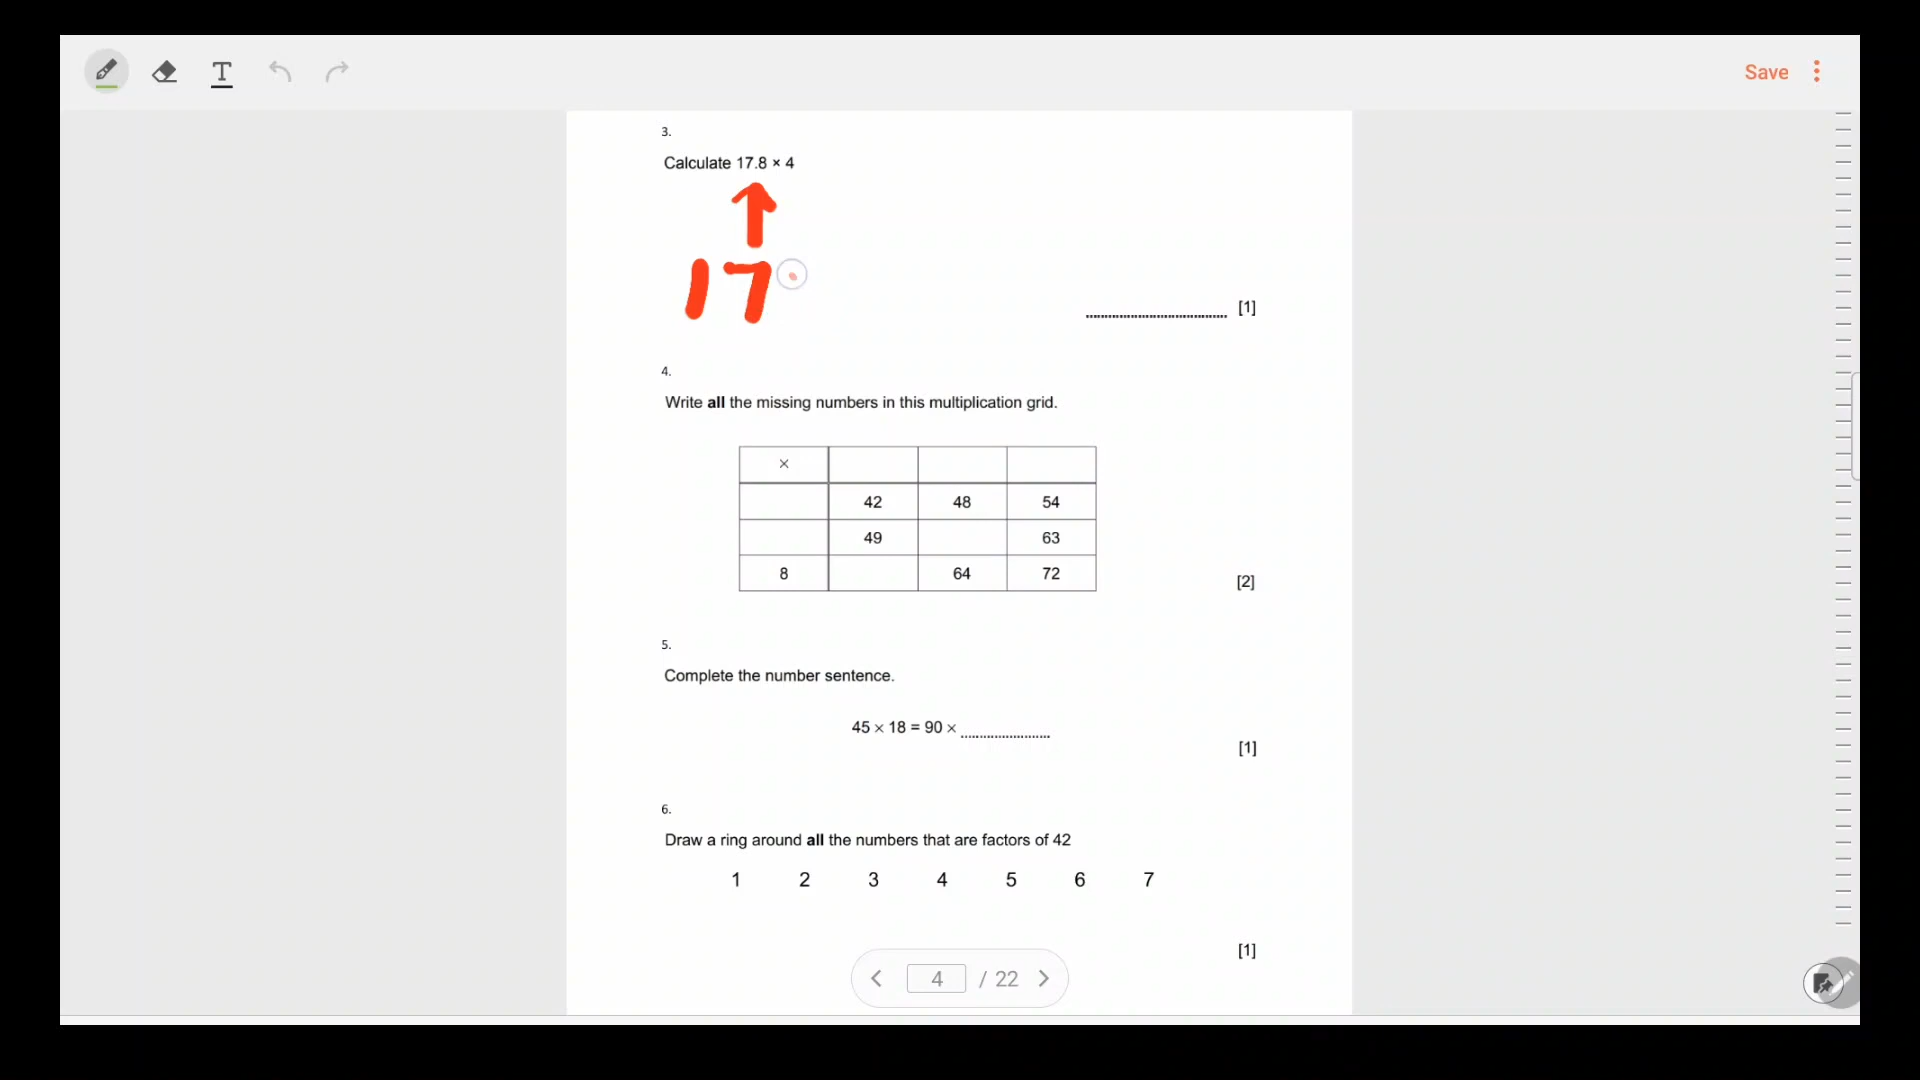 T Save
3.
Calculate 17.8 × 4
17
[1]
4.
Write all the missing numbers in this multiplication grid.
×
42 48 54
49 63
8 64 72
[2]
5.
Complete the number sentence.
45 × 18 = 90 × ........................
[1]
6.
Draw a ring around all the numbers that are factors of 42
1 2 3 4 5 6 7
[1]
4 / 22